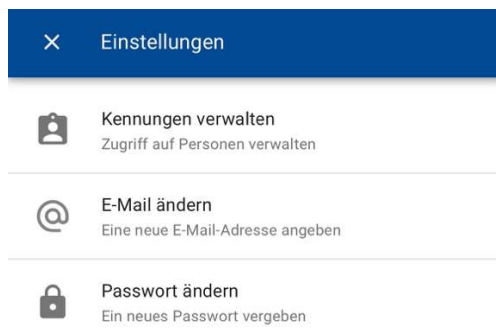 Einstellungen
Kennungen verwalten
Zugriff auf Personen verwalten
E-Mail ändern
Eine neue E-Mail-Adresse angeben
Passwort ändern
Ein neues Passwort vergeben